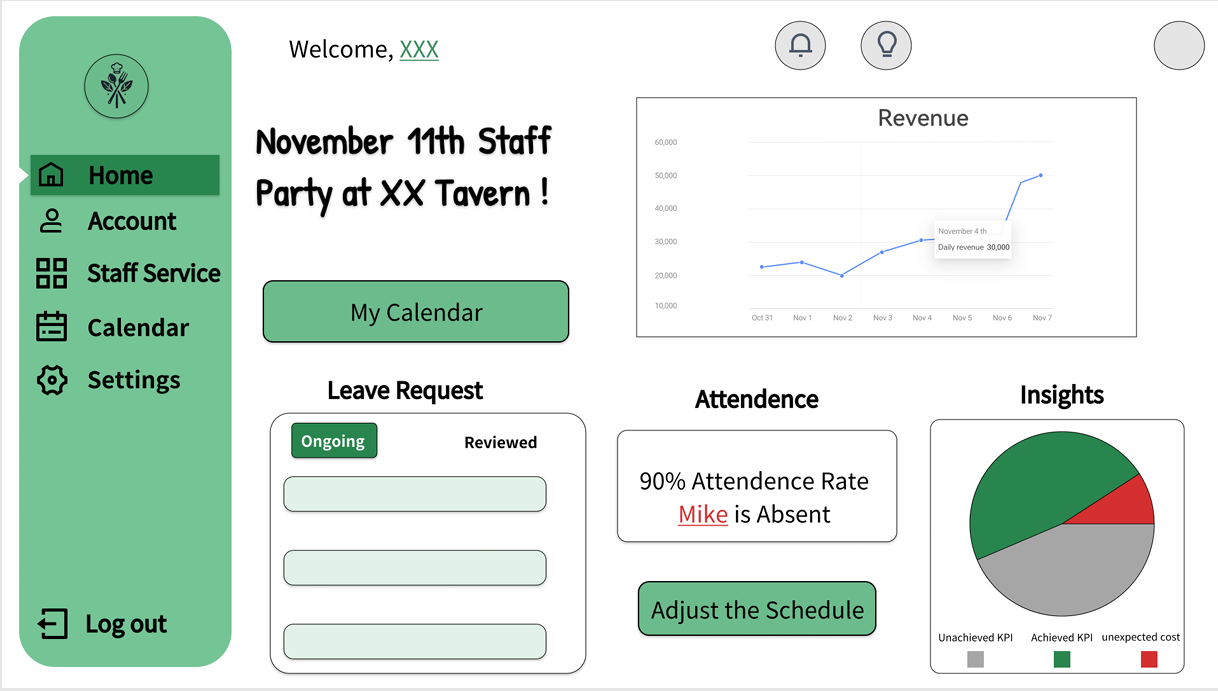 Welcome, XXX
Home
Account
Staff Service
Calendar
Settings
Log out
November 11th Staff
Party at XX Tavern !
My Calendar
Revenue
60,000
50,000
40,000
30,000
20,000
10,000
November 4 th
Daily revenue 30,000
Oct 31 Nov 1 Nov 2 Nov 3 Nov 4 Nov 5 Nov 6 Nov 7
Leave Request
Ongoing Reviewed
Attendence
90% Attendence Rate
Mike is Absent
Adjust the Schedule
Insights
Unachieved KPI Achieved KPI unexpected cost